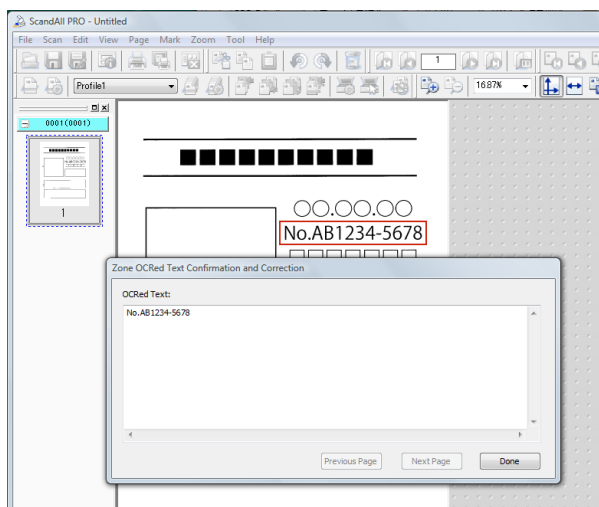 ScandAll PRO - Untitled
File Scan Edit View Page Mark Zoom Tool Help
1
Profile1
16.87%
0001(0001)
1
■■■■■■■■■■
○○.○○.○○
No.AB1234-5678
□□□□□□□
Zone OCRed Text Confirmation and Correction
OCRed Text:
No.AB1234-5678
Previous Page Next Page Done